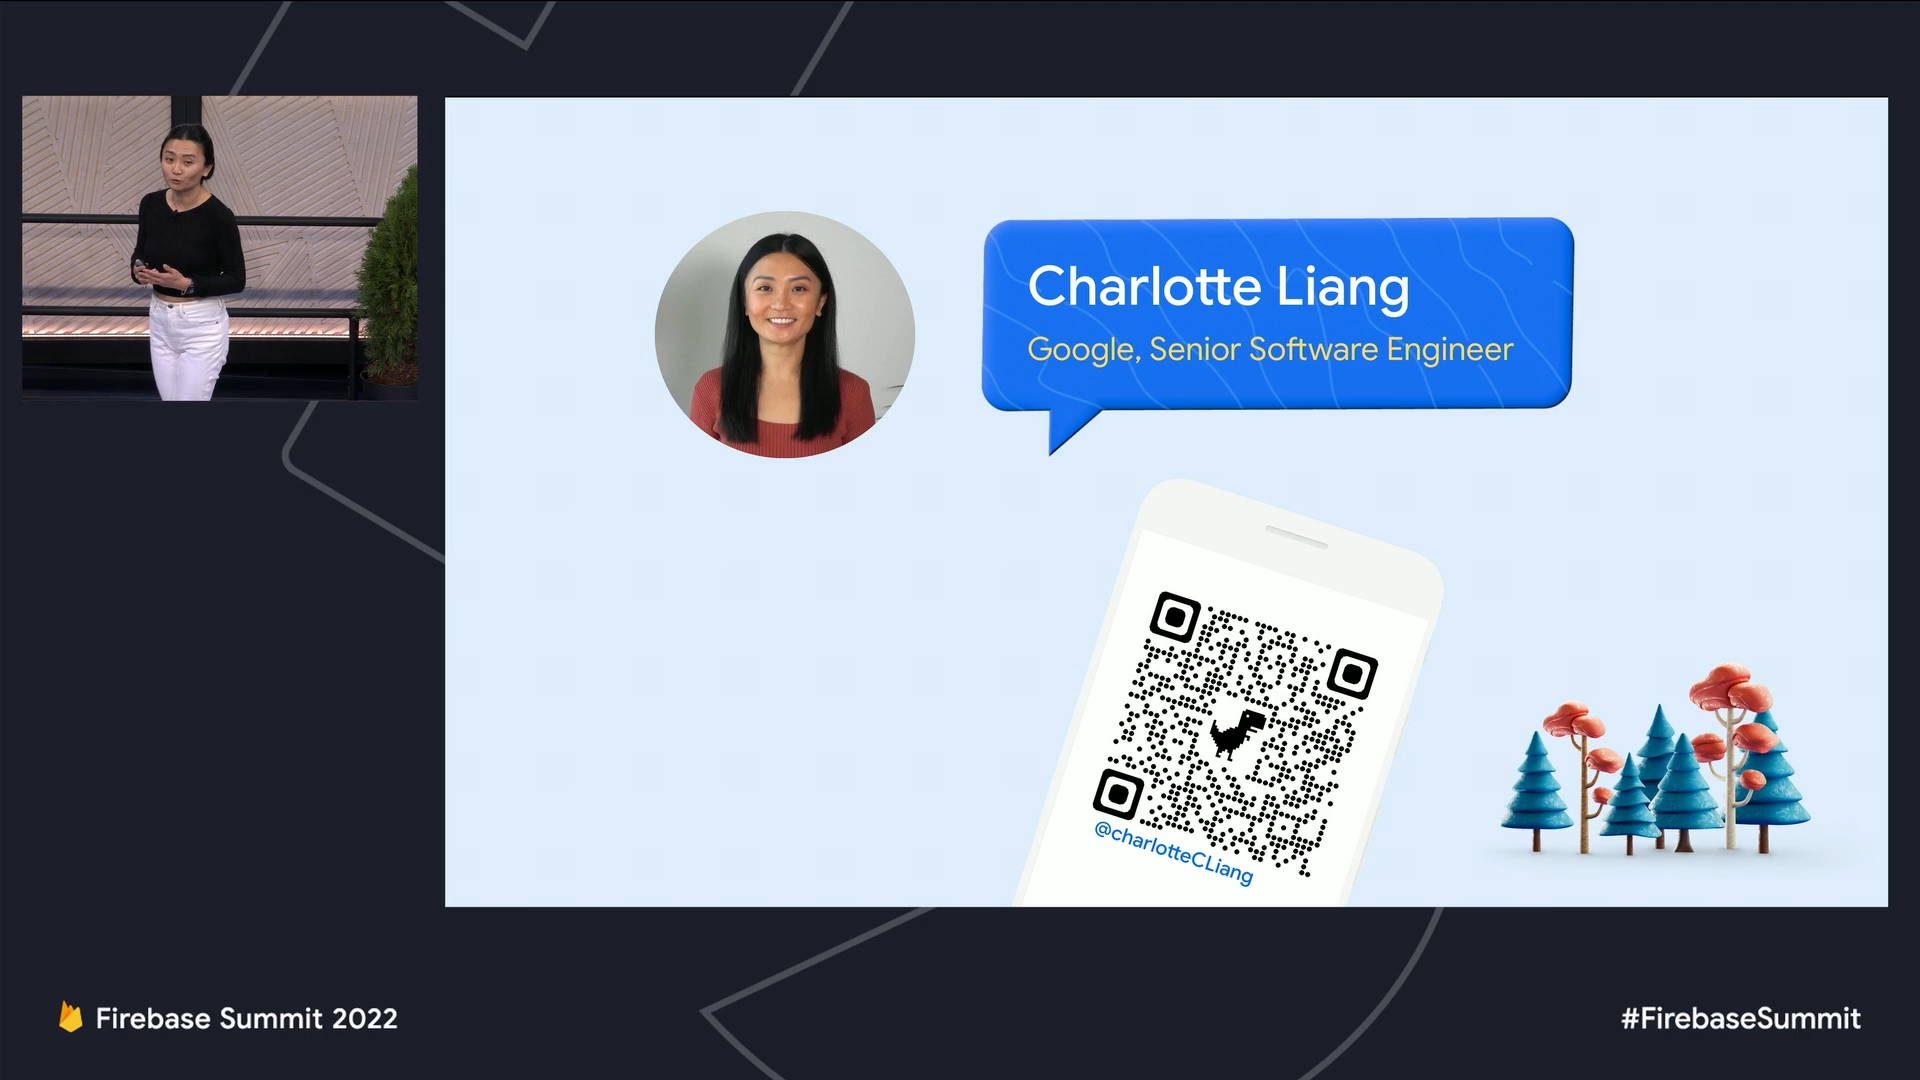 Charlotte Liang
Google, Senior Software Engineer
@charlotteCLiang
Firebase Summit 2022
#FirebaseSummit